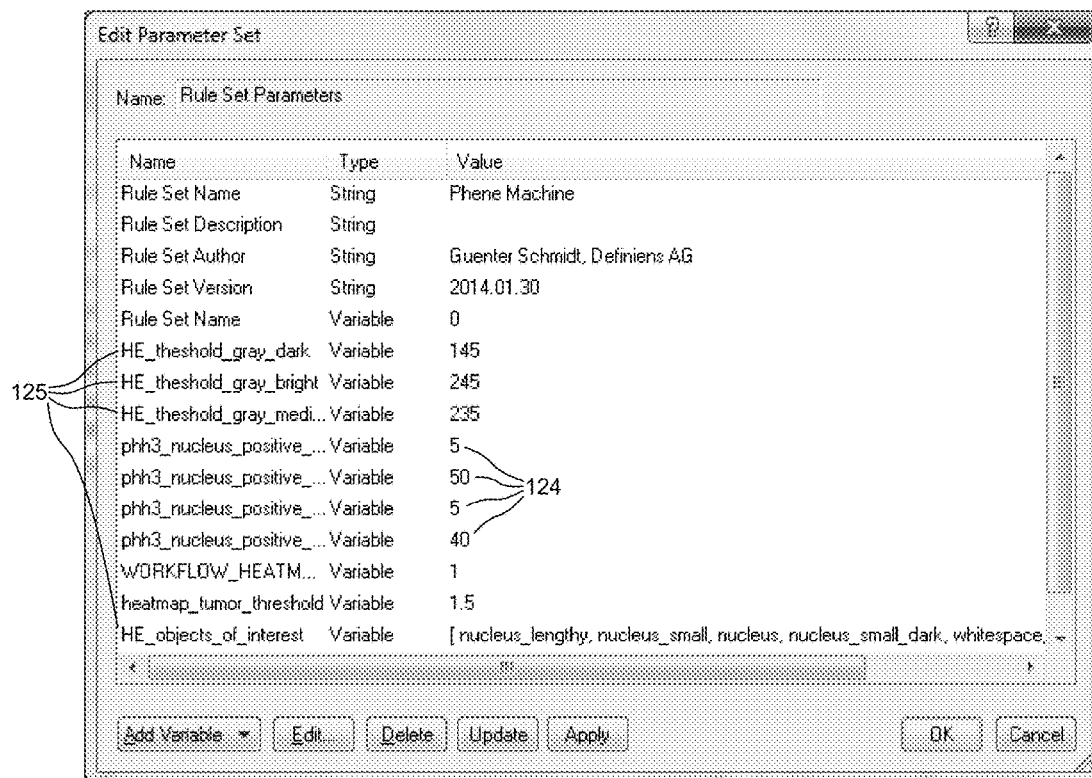 Edit Parameter Set
?
Name: Rule Set Parameters
Name Type Value
Rule Set Name String Phene Machine
Rule Set Description String
Rule Set Author String Guenter Schmidt, Definiens AG
Rule Set Version String 2014.01.30
Rule Set Name Variable 0
HE_theshold_gray_dark Variable 145
HE_theshold_gray_bright Variable 245
125
HE_theshold_gray_medi... Variable 235
phh3_nucleus_positive_... Variable 5
phh3_nucleus_positive_... Variable 50
124
phh3_nucleus_positive_... Variable 5
phh3_nucleus_positive_... Variable 40
WORKFLOW_HEATM... Variable 1
heatmap_tumor_threshold Variable 1.5
HE_objects_of_interest Variable [ nucleus_lengthy, nucleus_small, nucleus, nucleus_small_dark, whitespace,
Add Variable Edit... Delete Update Apply OK Cancel